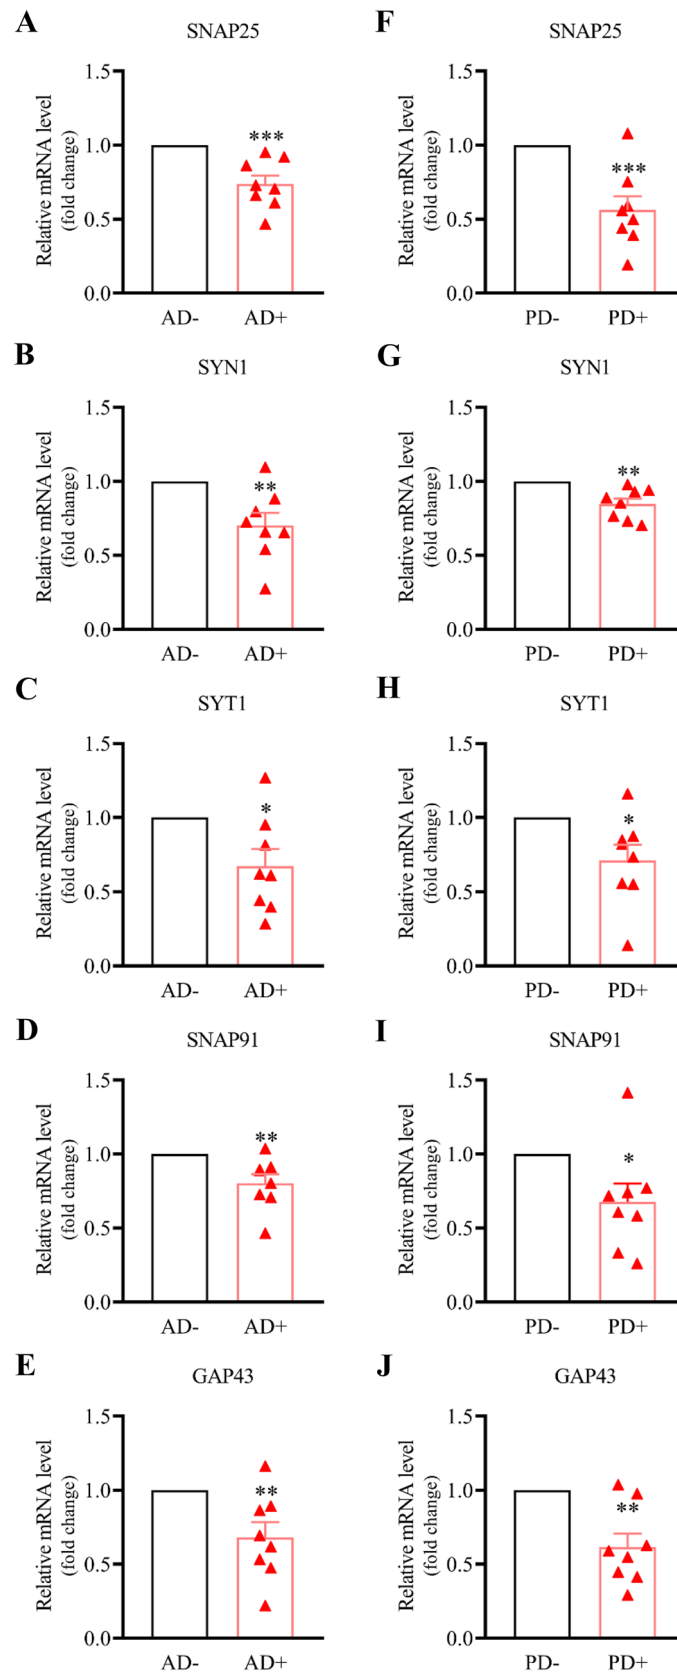 A
SNAP25
Relative mRNA level
(fold change)
1.5
1.0
0.5
0.0
***
AD-
AD+
F
SNAP25
Relative mRNA level
(fold change)
1.5
1.0
0.5
0.0
***
PD-
PD+
B
SYN1
Relative mRNA level
(fold change)
1.5
1.0
0.5
0.0
**
AD-
AD+
G
SYN1
Relative mRNA level
(fold change)
1.5
1.0
0.5
0.0
**
PD-
PD+
C
SYT1
Relative mRNA level
(fold change)
1.5
1.0
0.5
0.0
*
AD-
AD+
H
SYT1
Relative mRNA level
(fold change)
1.5
1.0
0.5
0.0
*
PD-
PD+
D
SNAP91
Relative mRNA level
(fold change)
1.5
1.0
0.5
0.0
**
AD-
AD+
I
SNAP91
Relative mRNA level
(fold change)
1.5
1.0
0.5
0.0
*
PD-
PD+
E
GAP43
Relative mRNA level
(fold change)
1.5
1.0
0.5
0.0
**
AD-
AD+
J
GAP43
Relative mRNA level
(fold change)
1.5
1.0
0.5
0.0
**
PD-
PD+